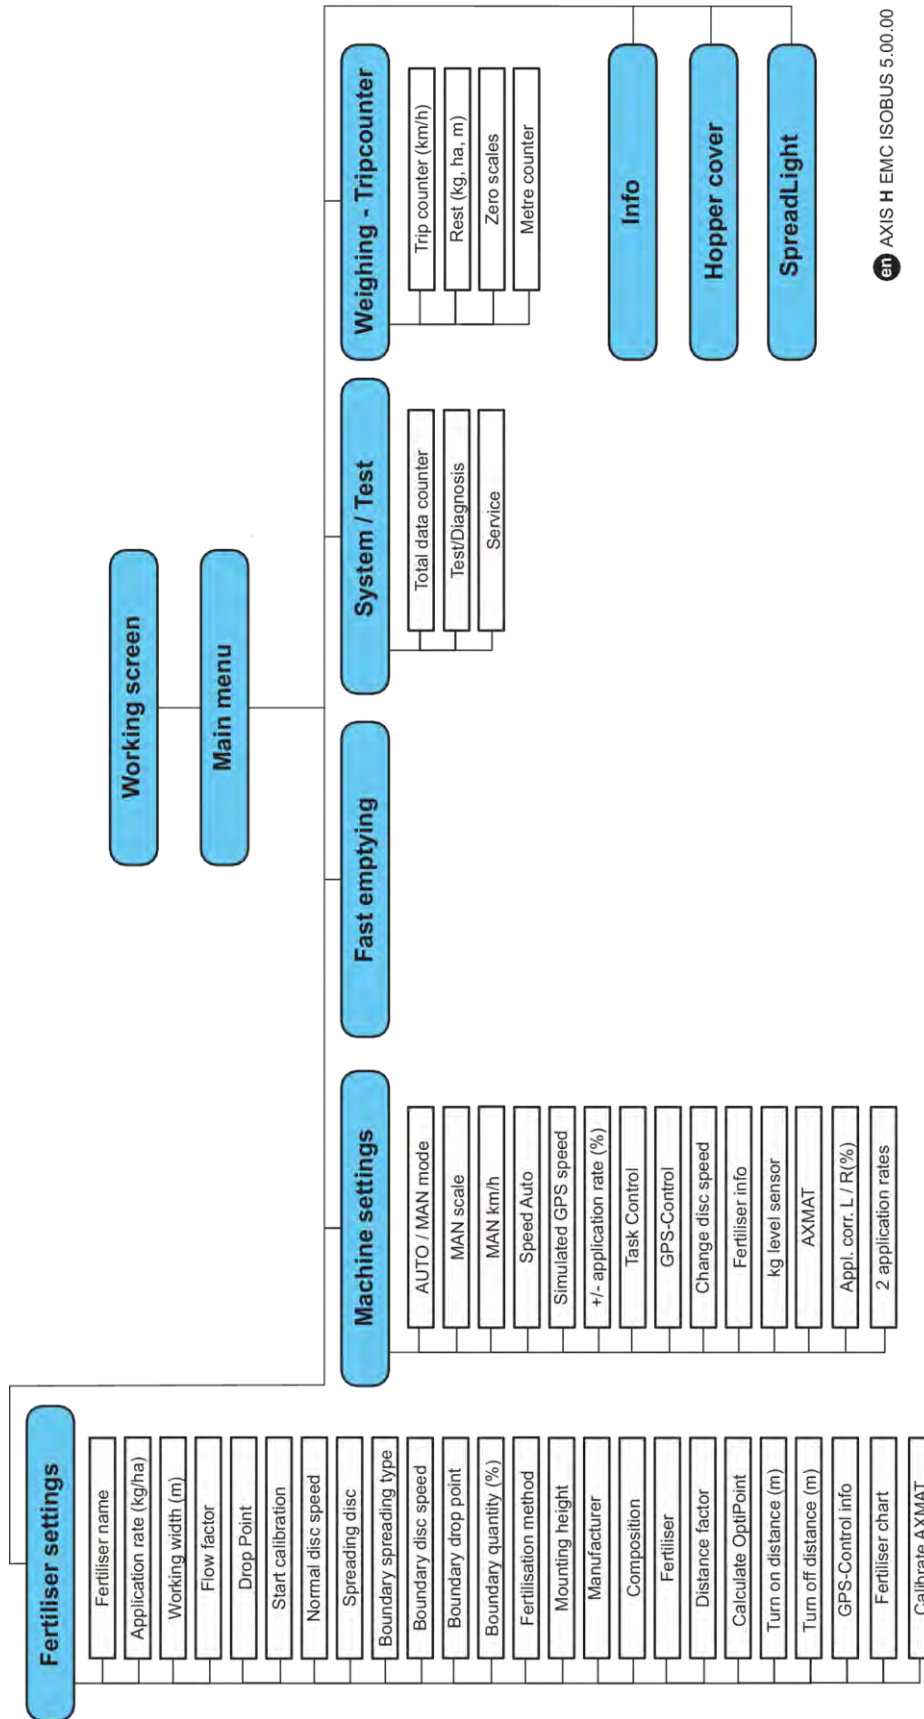 Working screen
Main menu
Fertiliser settings
Fertiliser name
Application rate (kg/ha)
Working width (m)
Flow factor
Drop Point
Start calibration
Normal disc speed
Spreading disc
Boundary spreading type
Boundary disc speed
Boundary drop point
Boundary quantity (%)
Fertilisation method
Mounting height
Manufacturer
Composition
Fertiliser
Distance factor
Calculate OptiPoint
Turn on distance (m)
Turn off distance (m)
GPS-Control info
Fertiliser chart
Calibrate AXMAT
Machine settings
AUTO / MAN mode
MAN scale
MAN km/h
Speed Auto
Simulated GPS speed
+/- application rate (%)
Task Control
GPS-Control
Change disc speed
Fertiliser info
kg level sensor
AXMAT
Appl. corr. L / R(%)
2 application rates
Fast emptying
System / Test
Total data counter
Test/Diagnosis
Service
Weighing - Tripcounter
Trip counter (km/h)
Rest (kg, ha, m)
Zero scales
Metre counter
Info
Hopper cover
SpreadLight
en AXIS H EMC ISOBUS 5.00.00